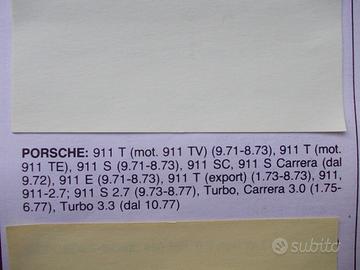 PORSCHE: 911 T (mot. 911 TV) (9.71-8.73), 911 T (mot.
911 TE), 911 S (9.71-8.73), 911 SC, 911 S Carrera (dal
9.72), 911 E (9.71-8.73), 911 T (export) (1.73-8.73), 911,
911-2.7; 911 S 2.7 (9.73-8.77), Turbo, Carrera 3.0 (1.75-
6.77), Turbo 3.3 (dal 10.77)
subito